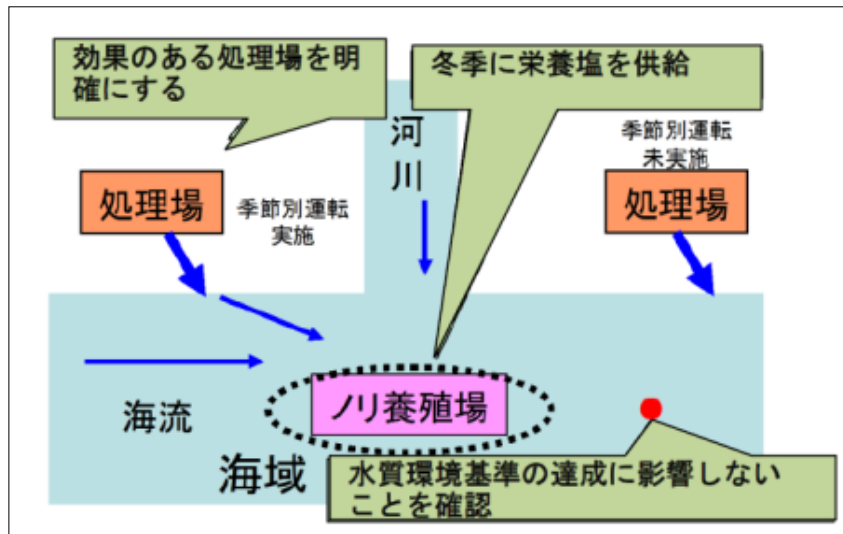 効果のある処理場を明
確にする
冬季に栄養塩を供給
河
川
季節別運転
未実施
処理場
季節別運転
実施
処理場
海流
ノリ養殖場
海域
水質環境基準の達成に影響しない
ことを確認